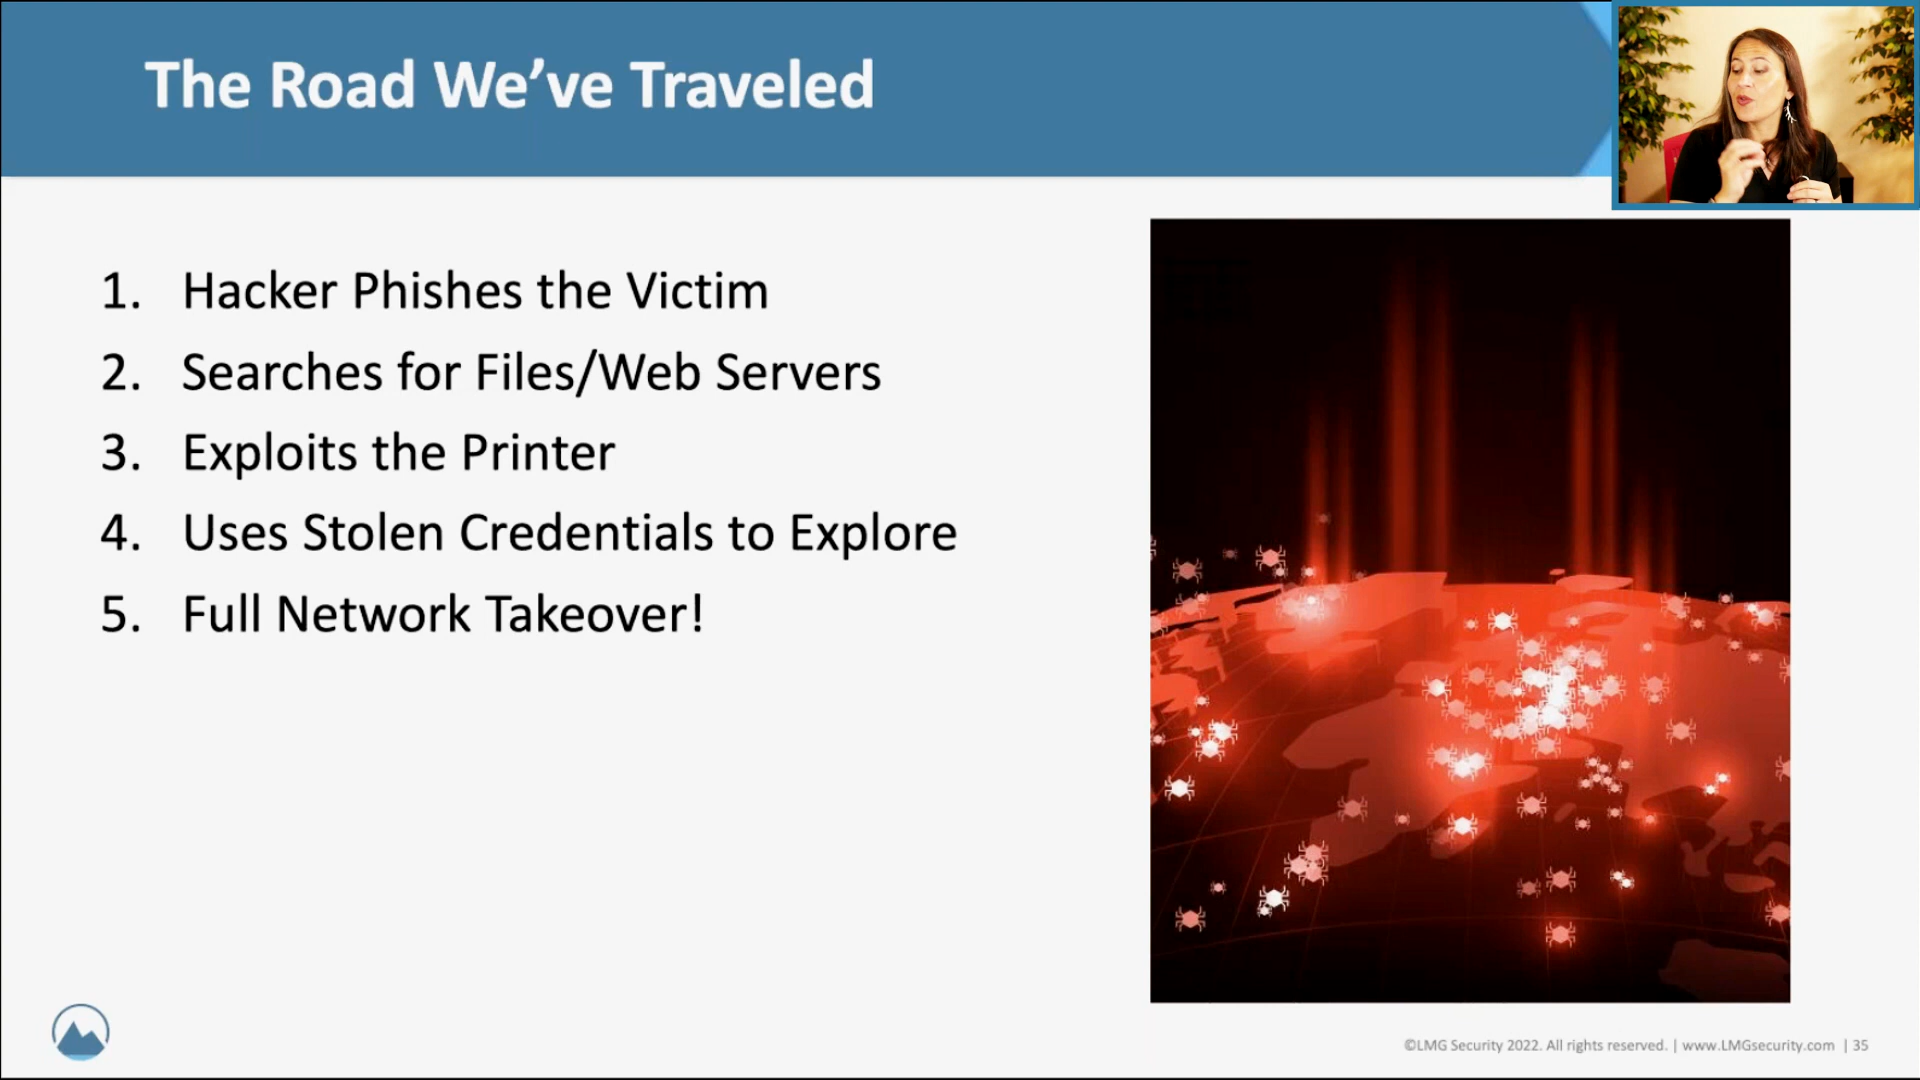 The Road We’ve Traveled
1. Hacker Phishes the Victim
2. Searches for Files/Web Servers
3. Exploits the Printer
4. Uses Stolen Credentials to Explore
5. Full Network Takeover!
©LMG Security 2022. All rights reserved. | www.LMGsecurity.com | 35